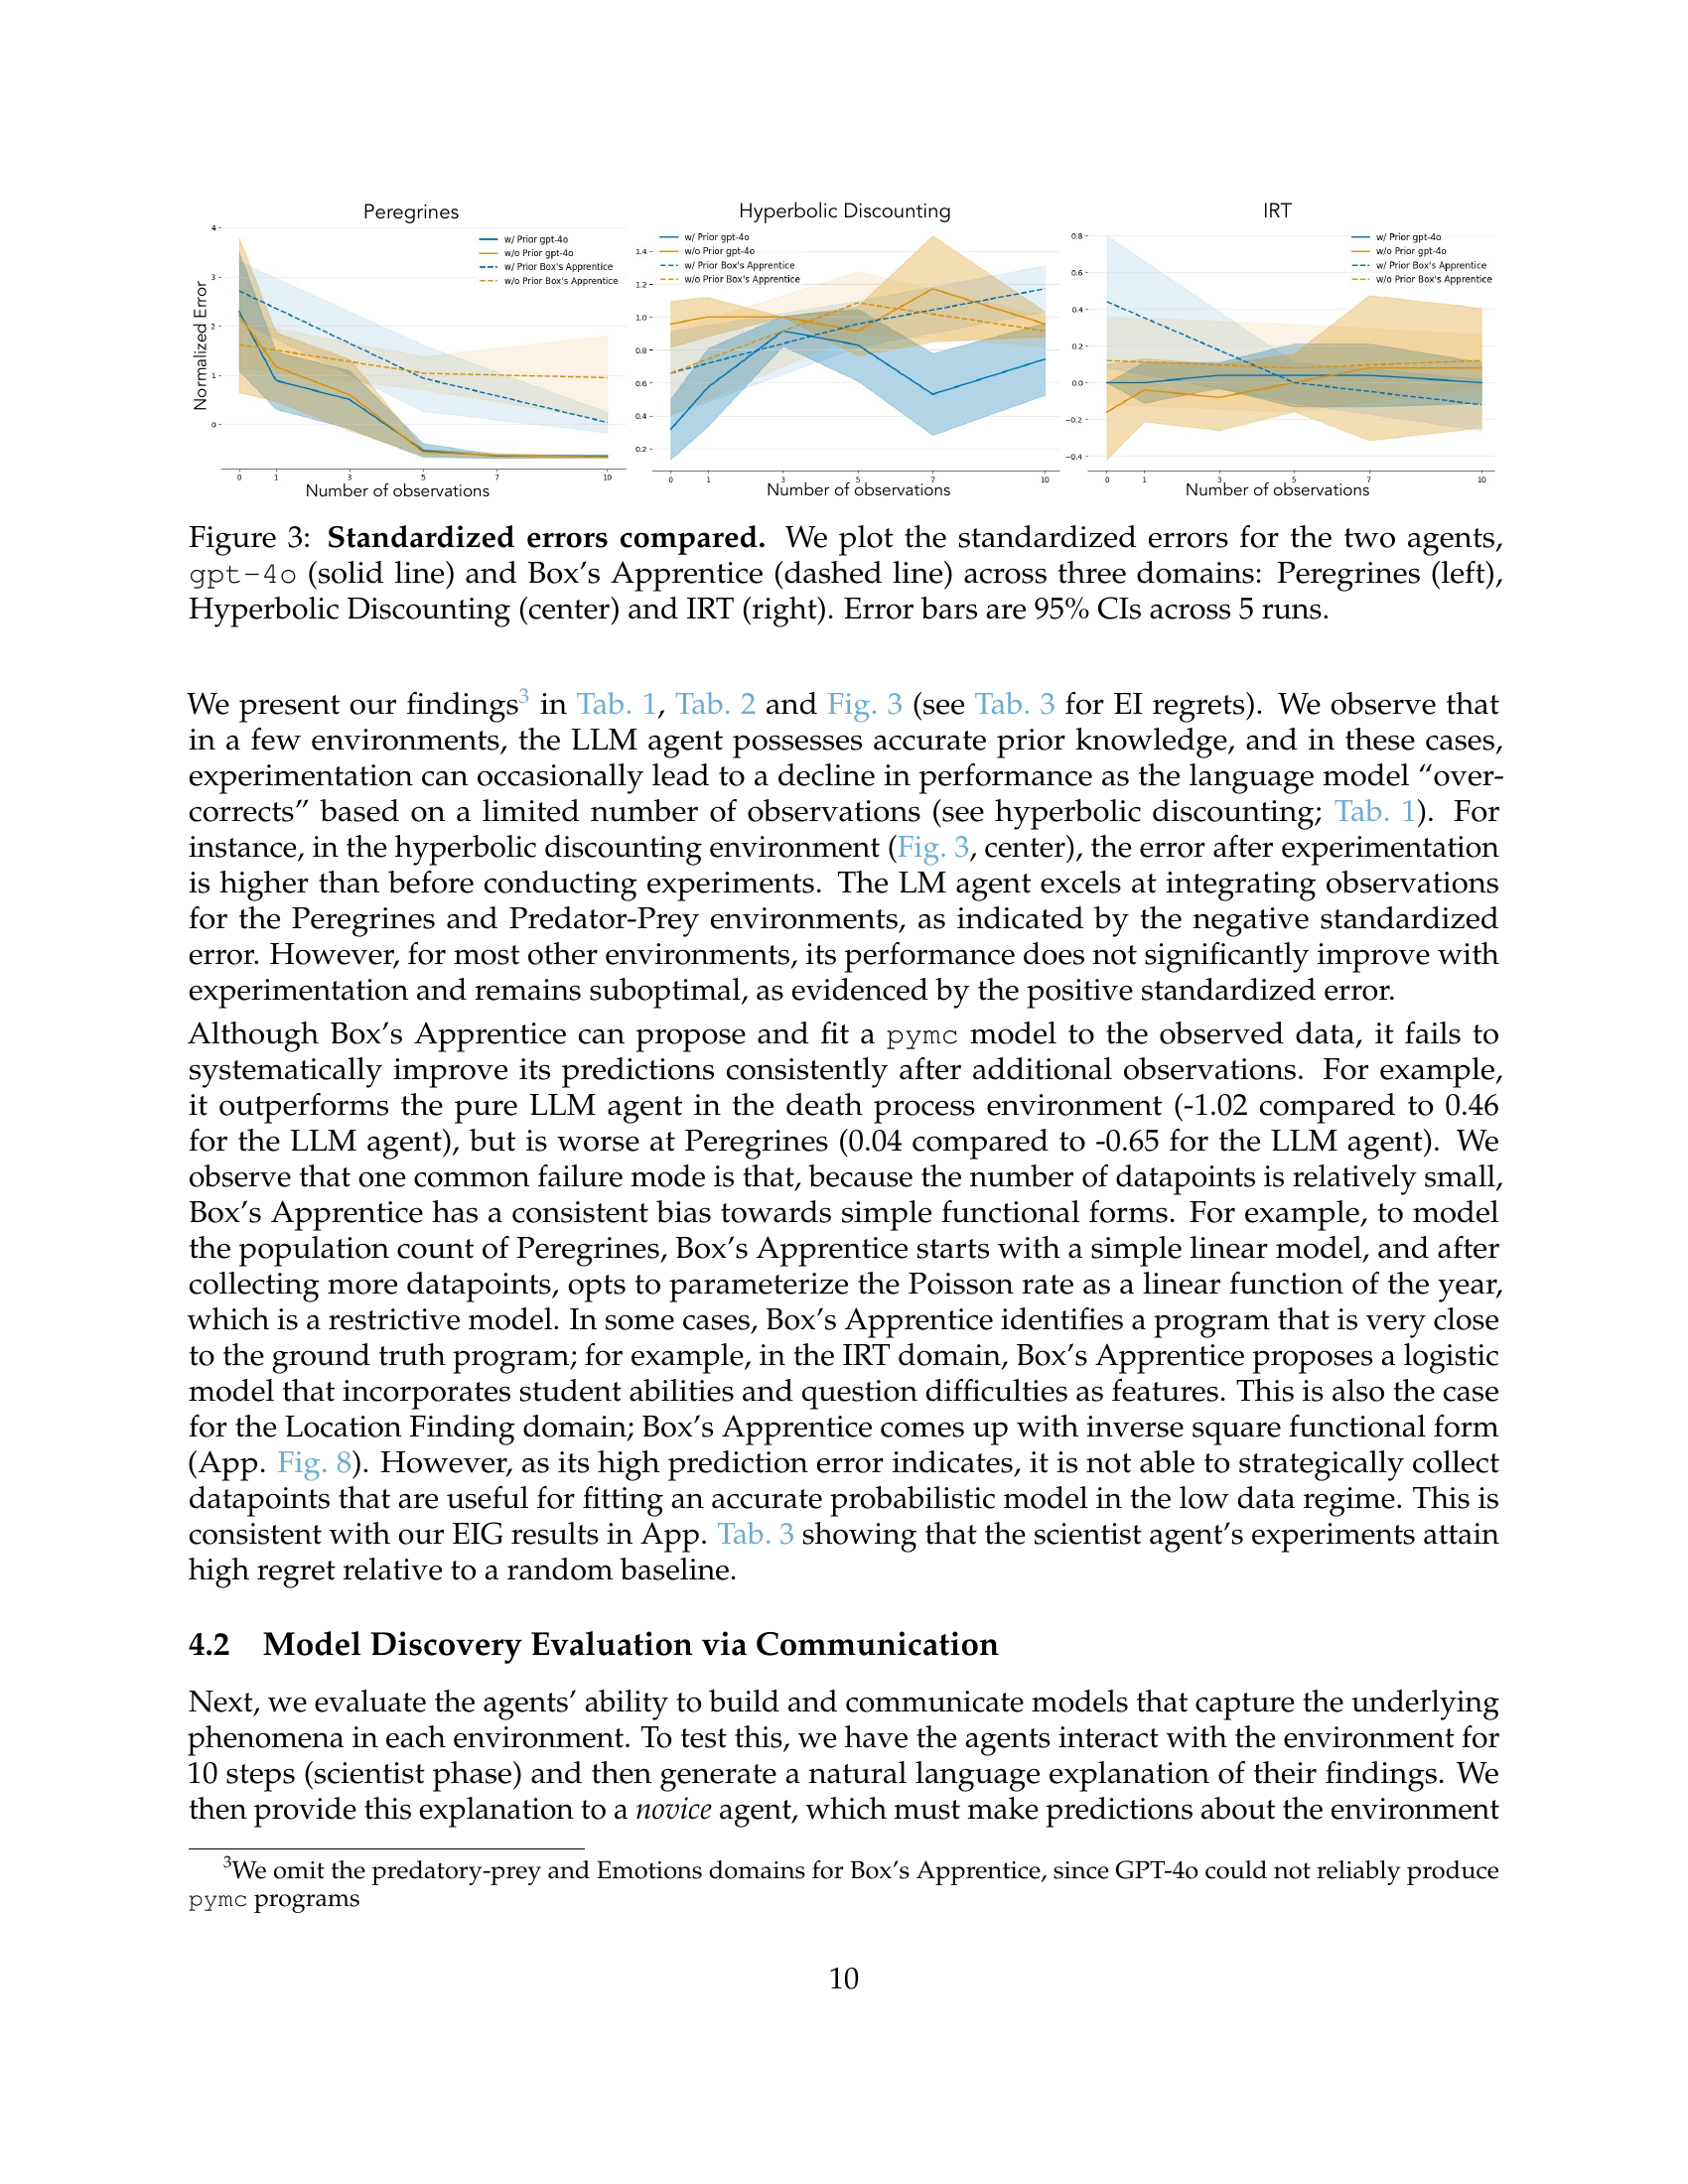 Peregrines
Hyperbolic Discounting
IRT
Normalized Error
4
3
2
1
0
w/ Prior gpt-4o
w/o Prior gpt-4o
w/ Prior Box's Apprentice
w/o Prior Box's Apprentice
0 1 3 5 7 10
Number of observations
1.4
1.2
1.0
0.8
0.6
0.4
0.2
w/ Prior gpt-4o
w/o Prior gpt-4o
w/ Prior Box's Apprentice
w/o Prior Box's Apprentice
0 1 3 5 7 10
Number of observations
0.8
0.6
0.4
0.2
0.0
−0.2
−0.4
w/ Prior gpt-4o
w/o Prior gpt-4o
w/ Prior Box's Apprentice
w/o Prior Box's Apprentice
0 1 3 5 7 10
Number of observations
Figure 3: Standardized errors compared. We plot the standardized errors for the two agents,
gpt-4o (solid line) and Box's Apprentice (dashed line) across three domains: Peregrines (left),
Hyperbolic Discounting (center) and IRT (right). Error bars are 95% CIs across 5 runs.
We present our findings3 in Tab. 1, Tab. 2 and Fig. 3 (see Tab. 3 for EI regrets). We observe that
in a few environments, the LLM agent possesses accurate prior knowledge, and in these cases,
experimentation can occasionally lead to a decline in performance as the language model “over-
corrects” based on a limited number of observations (see hyperbolic discounting; Tab. 1). For
instance, in the hyperbolic discounting environment (Fig. 3, center), the error after experimentation
is higher than before conducting experiments. The LM agent excels at integrating observations
for the Peregrines and Predator-Prey environments, as indicated by the negative standardized
error. However, for most other environments, its performance does not significantly improve with
experimentation and remains suboptimal, as evidenced by the positive standardized error.
Although Box's Apprentice can propose and fit a pymc model to the observed data, it fails to
systematically improve its predictions consistently after additional observations. For example,
it outperforms the pure LLM agent in the death process environment (-1.02 compared to 0.46
for the LLM agent), but is worse at Peregrines (0.04 compared to -0.65 for the LLM agent). We
observe that one common failure mode is that, because the number of datapoints is relatively small,
Box's Apprentice has a consistent bias towards simple functional forms. For example, to model
the population count of Peregrines, Box's Apprentice starts with a simple linear model, and after
collecting more datapoints, opts to parameterize the Poisson rate as a linear function of the year,
which is a restrictive model. In some cases, Box's Apprentice identifies a program that is very close
to the ground truth program; for example, in the IRT domain, Box's Apprentice proposes a logistic
model that incorporates student abilities and question difficulties as features. This is also the case
for the Location Finding domain; Box's Apprentice comes up with inverse square functional form
(App. Fig. 8). However, as its high prediction error indicates, it is not able to strategically collect
datapoints that are useful for fitting an accurate probabilistic model in the low data regime. This is
consistent with our EIG results in App. Tab. 3 showing that the scientist agent's experiments attain
high regret relative to a random baseline.
4.2 Model Discovery Evaluation via Communication
Next, we evaluate the agents' ability to build and communicate models that capture the underlying
phenomena in each environment. To test this, we have the agents interact with the environment for
10 steps (scientist phase) and then generate a natural language explanation of their findings. We
then provide this explanation to a novice agent, which must make predictions about the environment
3We omit the predatory-prey and Emotions domains for Box's Apprentice, since GPT-4o could not reliably produce
pymc programs
10